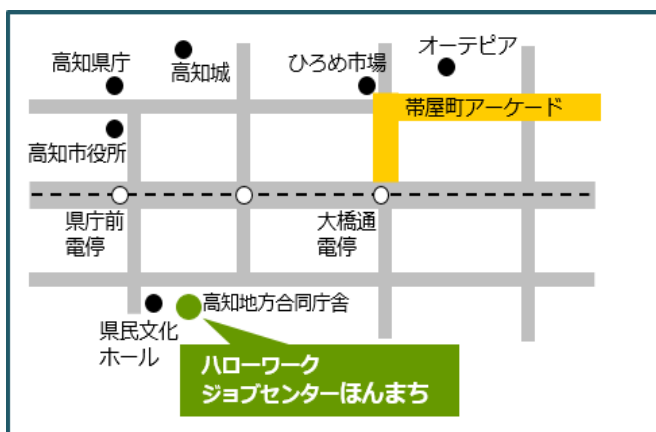 オーテピア
高知県庁
高知城
ひろめ市場
帯屋町アーケード
高知市役所
県庁前
電停
大橋通
電停
高知地方合同庁舎
県民文化
ホール
ハローワーク
ジョブセンターほんまち